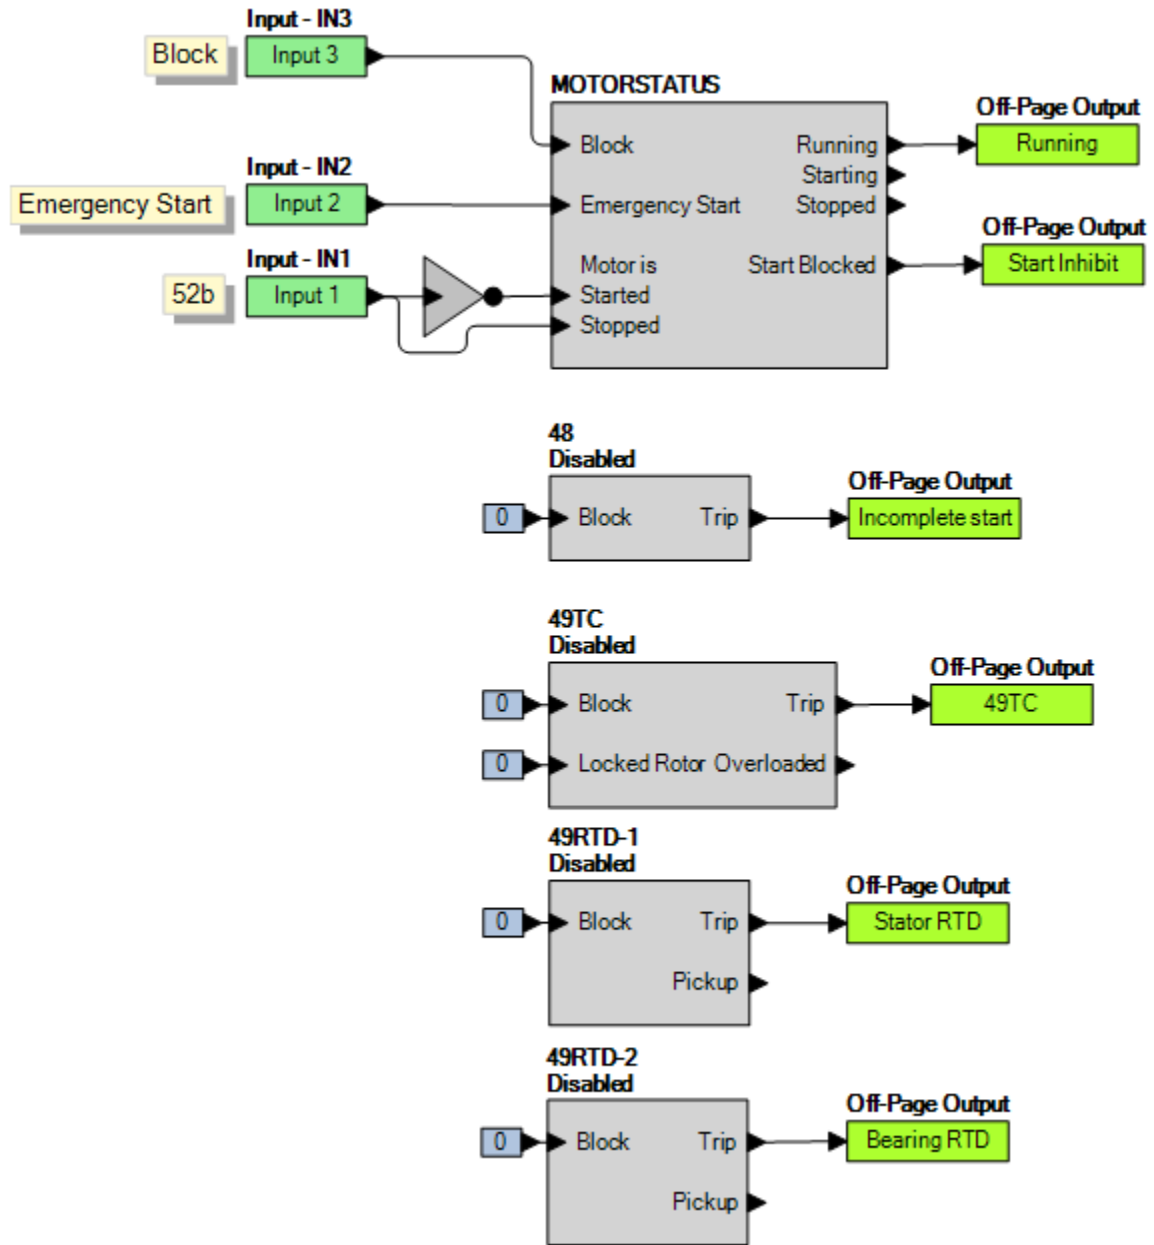 Input - IN3
Block
Input 3
MOTORSTATUS
Off-Page Output
Block
Running
Running
Input - IN2
Starting
Emergency Start
Input 2
Emergency Start
Stopped
Off-Page Output
Input - IN1
Motor is
Start Blocked
Start Inhibit
52b
Input 1
Started
Stopped
48
Disabled
Off-Page Output
0
Block
Trip
Incomplete start
49TC
Disabled
Off-Page Output
0
Block
Trip
49TC
0
Locked Rotor
Overloaded
49RTD-1
Disabled
Off-Page Output
0
Block
Trip
Stator RTD
Pickup
49RTD-2
Disabled
Off-Page Output
0
Block
Trip
Bearing RTD
Pickup